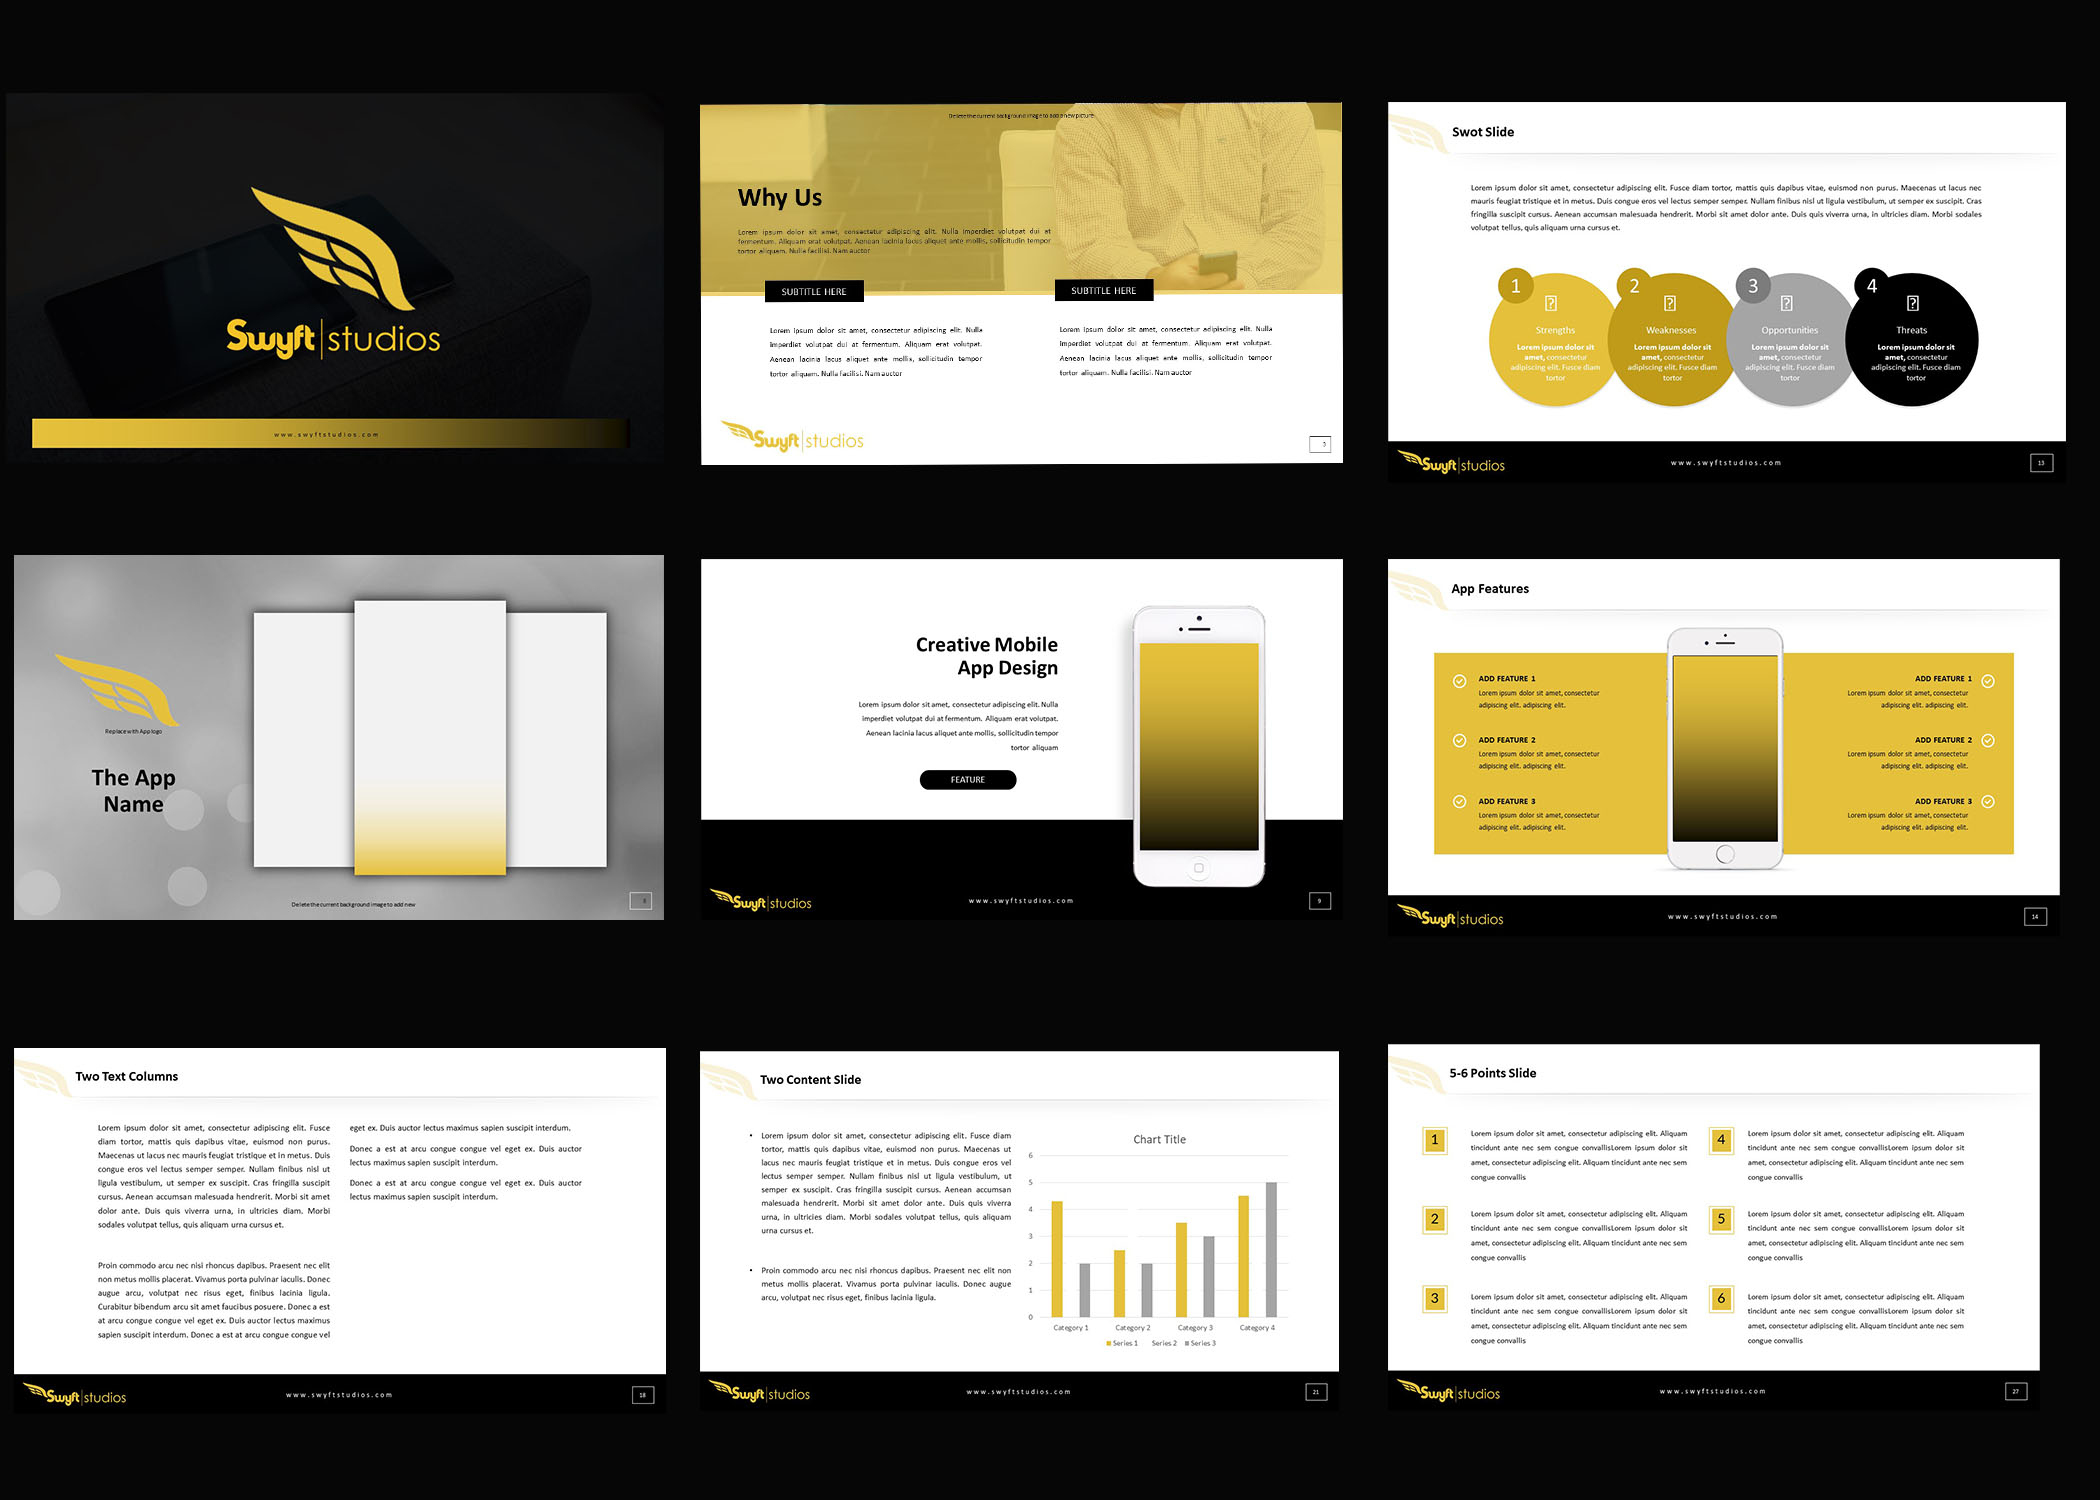 Swyft|studios
www.swyftstudios.com
Delete the current background image to add a new picture
Why Us
Lorem ipsum dolor sit amet, consectetur adipiscing elit. Nulla imperdiet volutpat dui at
fermentum. Aliquam erat volutpat. Aenean lacinia lacus aliquet ante mollis, sollicitudin tempor
tortor aliquam. Nulla facilisi. Nam auctor
SUBTITLE HERE
Lorem ipsum dolor sit amet, consectetur adipiscing elit. Nulla
imperdiet volutpat dui at fermentum. Aliquam erat volutpat.
Aenean lacinia lacus aliquet ante mollis, sollicitudin tempor
tortor aliquam. Nulla facilisi. Nam auctor
SUBTITLE HERE
Lorem ipsum dolor sit amet, consectetur adipiscing elit. Nulla
imperdiet volutpat dui at fermentum. Aliquam erat volutpat.
Aenean lacinia lacus aliquet ante mollis, sollicitudin tempor
tortor aliquam. Nulla facilisi. Nam auctor
Swyft|studios
3
Swot Slide
Lorem ipsum dolor sit amet, consectetur adipiscing elit. Fusce diam tortor, mattis quis dapibus vitae, euismod non purus. Maecenas ut lacus nec
mauris feugiat tristique et in metus. Duis congue eros vel lectus semper semper. Nullam finibus nisl ut ligula vestibulum, ut semper ex suscipit. Cras
fringilla suscipit cursus. Aenean accumsan malesuada hendrerit. Morbi sit amet dolor ante. Duis quis viverra urna, in ultricies diam. Morbi sodales
volutpat tellus, quis aliquam urna cursus et.
1
Strengths
Lorem ipsum dolor sit
amet, consectetur
adipiscing elit. Fusce diam
tortor
2
Weaknesses
Lorem ipsum dolor sit
amet, consectetur
adipiscing elit. Fusce diam
tortor
3
Opportunities
Lorem ipsum dolor sit
amet, consectetur
adipiscing elit. Fusce diam
tortor
4
Threats
Lorem ipsum dolor sit
amet, consectetur
adipiscing elit. Fusce diam
tortor
Swyft|studios
www.swyftstudios.com
13
Replace with App logo
The App
Name
Delete the current background image to add new
8
Creative Mobile
App Design
Lorem ipsum dolor sit amet, consectetur adipiscing elit. Nulla
imperdiet volutpat dui at fermentum. Aliquam erat volutpat.
Aenean lacinia lacus aliquet ante mollis, sollicitudin tempor
tortor aliquam
FEATURE
Swyft|studios
www.swyftstudios.com
9
App Features
ADD FEATURE 1
Lorem ipsum dolor sit amet, consectetur
adipiscing elit. adipiscing elit.
ADD FEATURE 2
Lorem ipsum dolor sit amet, consectetur
adipiscing elit. adipiscing elit.
ADD FEATURE 3
Lorem ipsum dolor sit amet, consectetur
adipiscing elit. adipiscing elit.
ADD FEATURE 1
Lorem ipsum dolor sit amet, consectetur
adipiscing elit. adipiscing elit.
ADD FEATURE 2
Lorem ipsum dolor sit amet, consectetur
adipiscing elit. adipiscing elit.
ADD FEATURE 3
Lorem ipsum dolor sit amet, consectetur
adipiscing elit. adipiscing elit.
Swyft|studios
www.swyftstudios.com
14
Two Text Columns
Lorem ipsum dolor sit amet, consectetur adipiscing elit. Fusce
diam tortor, mattis quis dapibus vitae, euismod non purus.
Maecenas ut lacus nec mauris feugiat tristique et in metus. Duis
congue eros vel lectus semper semper. Nullam finibus nisl ut
ligula vestibulum, ut semper ex suscipit. Cras fringilla suscipit
cursus. Aenean accumsan malesuada hendrerit. Morbi sit amet
dolor ante. Duis quis viverra urna, in ultricies diam. Morbi
sodales volutpat tellus, quis aliquam urna cursus et.
Proin commodo arcu nec nisi rhoncus dapibus. Praesent nec elit
non metus mollis placerat. Vivamus porta pulvinar iaculis. Donec
augue arcu, volutpat nec risus eget, finibus lacinia ligula.
Curabitur bibendum arcu sit amet faucibus posuere. Donec a est
at arcu congue congue vel eget ex. Duis auctor lectus maximus
sapien suscipit interdum. Donec a est at arcu congue congue vel
eget ex. Duis auctor lectus maximus sapien suscipit interdum.
Donec a est at arcu congue congue vel eget ex. Duis auctor
lectus maximus sapien suscipit interdum.
Donec a est at arcu congue congue vel eget ex. Duis auctor
lectus maximus sapien suscipit interdum.
Swyft|studios
www.swyftstudios.com
18
Two Content Slide
• Lorem ipsum dolor sit amet, consectetur adipiscing elit. Fusce diam
tortor, mattis quis dapibus vitae, euismod non purus. Maecenas ut
lacus nec mauris feugiat tristique et in metus. Duis congue eros vel
lectus semper semper. Nullam finibus nisl ut ligula vestibulum, ut
semper ex suscipit. Cras fringilla suscipit cursus. Aenean accumsan
malesuada hendrerit. Morbi sit amet dolor ante. Duis quis viverra
urna, in ultricies diam. Morbi sodales volutpat tellus, quis aliquam
urna cursus et.
• Proin commodo arcu nec nisi rhoncus dapibus. Praesent nec elit non
metus mollis placerat. Vivamus porta pulvinar iaculis. Donec augue
arcu, volutpat nec risus eget, finibus lacinia ligula.
Chart Title
6
5
4
3
2
1
0
Category 1 Category 2 Category 3 Category 4
Series 1 Series 2 Series 3
Swyft|studios
www.swyftstudios.com
21
5-6 Points Slide
1
Lorem ipsum dolor sit amet, consectetur adipiscing elit. Aliquam
tincidunt ante nec sem congue convallisLorem ipsum dolor sit
amet, consectetur adipiscing elit. Aliquam tincidunt ante nec sem
congue convallis
2
Lorem ipsum dolor sit amet, consectetur adipiscing elit. Aliquam
tincidunt ante nec sem congue convallisLorem ipsum dolor sit
amet, consectetur adipiscing elit. Aliquam tincidunt ante nec sem
congue convallis
3
Lorem ipsum dolor sit amet, consectetur adipiscing elit. Aliquam
tincidunt ante nec sem congue convallisLorem ipsum dolor sit
amet, consectetur adipiscing elit. Aliquam tincidunt ante nec sem
congue convallis
4
Lorem ipsum dolor sit amet, consectetur adipiscing elit. Aliquam
tincidunt ante nec sem congue convallisLorem ipsum dolor sit
amet, consectetur adipiscing elit. Aliquam tincidunt ante nec sem
congue convallis
5
Lorem ipsum dolor sit amet, consectetur adipiscing elit. Aliquam
tincidunt ante nec sem congue convallisLorem ipsum dolor sit
amet, consectetur adipiscing elit. Aliquam tincidunt ante nec sem
congue convallis
6
Lorem ipsum dolor sit amet, consectetur adipiscing elit. Aliquam
tincidunt ante nec sem congue convallisLorem ipsum dolor sit
amet, consectetur adipiscing elit. Aliquam tincidunt ante nec sem
congue convallis
Swyft|studios
www.swyftstudios.com
27